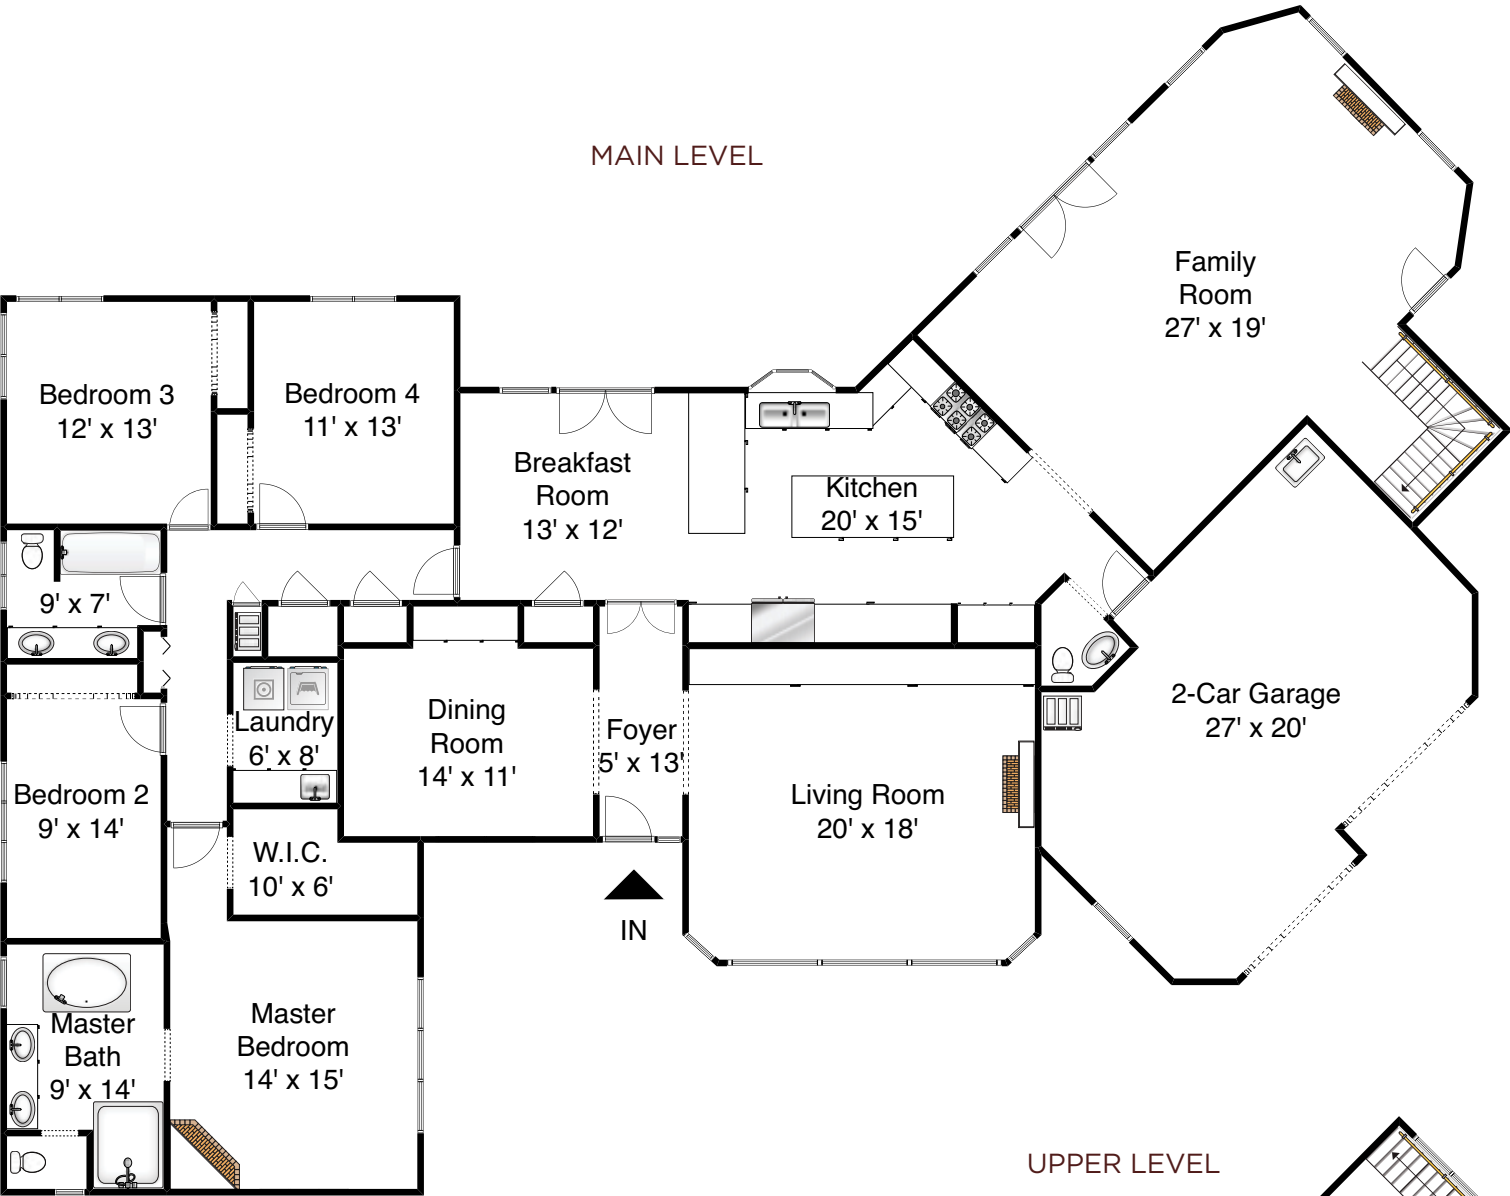 MAIN LEVEL
Family
Room
27' x 19'
Bedroom 3
12' x 13'
Bedroom 4
11' x 13'
Breakfast
Room
13' x 12'
Kitchen
20' x 15'
9' x 7'
Laundry
6' x 8'
Dining
Room
14' x 11'
Foyer
5' x 13'
2-Car Garage
27' x 20'
Bedroom 2
9' x 14'
Living Room
20' x 18'
W.I.C.
10' x 6'
IN
Master
Bath
9' x 14'
Master
Bedroom
14' x 15'
UPPER LEVEL